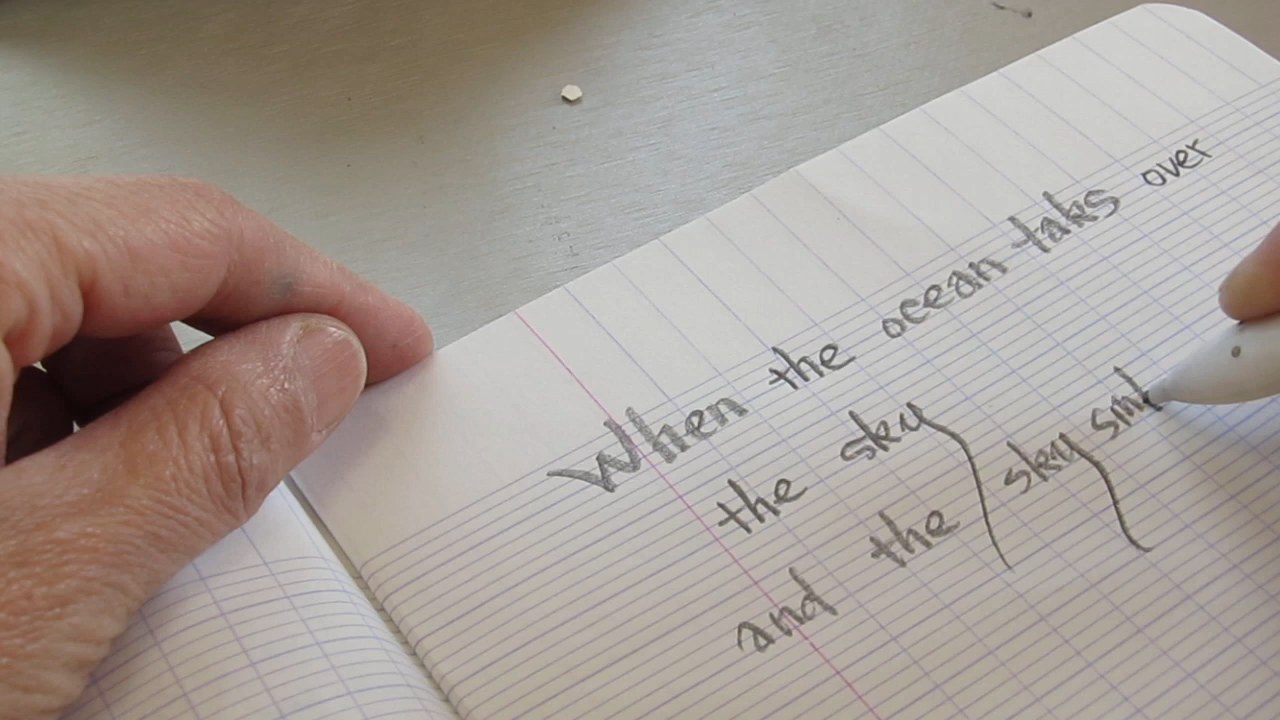 When the ocean taks over
the sky
and the sky